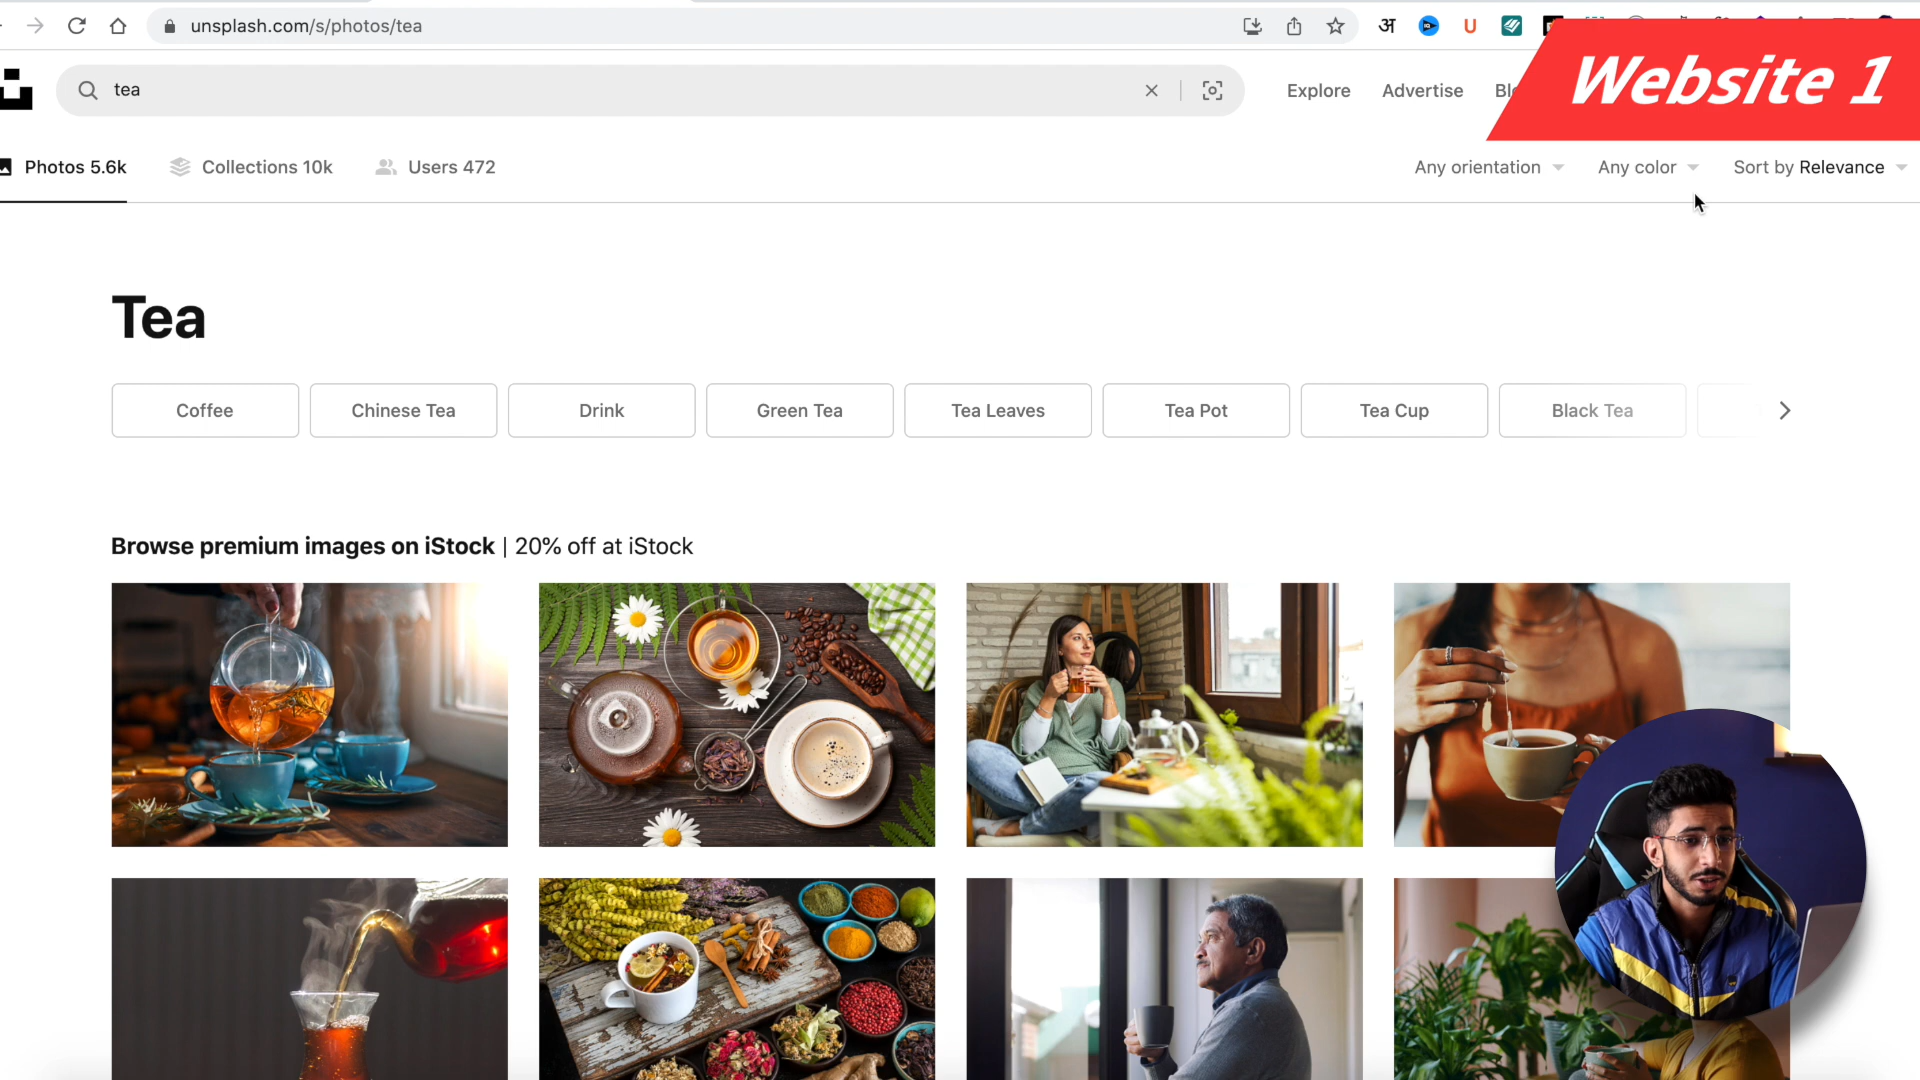 unsplash.com/s/photos/tea
अ
U
Website 1
tea
Explore
Advertise
Photos 5.6k
Collections 10k
Users 472
Any orientation
Any color
Sort by Relevance
Tea
Coffee
Chinese Tea
Drink
Green Tea
Tea Leaves
Tea Pot
Tea Cup
Black Tea
Browse premium images on iStock | 20% off at iStock